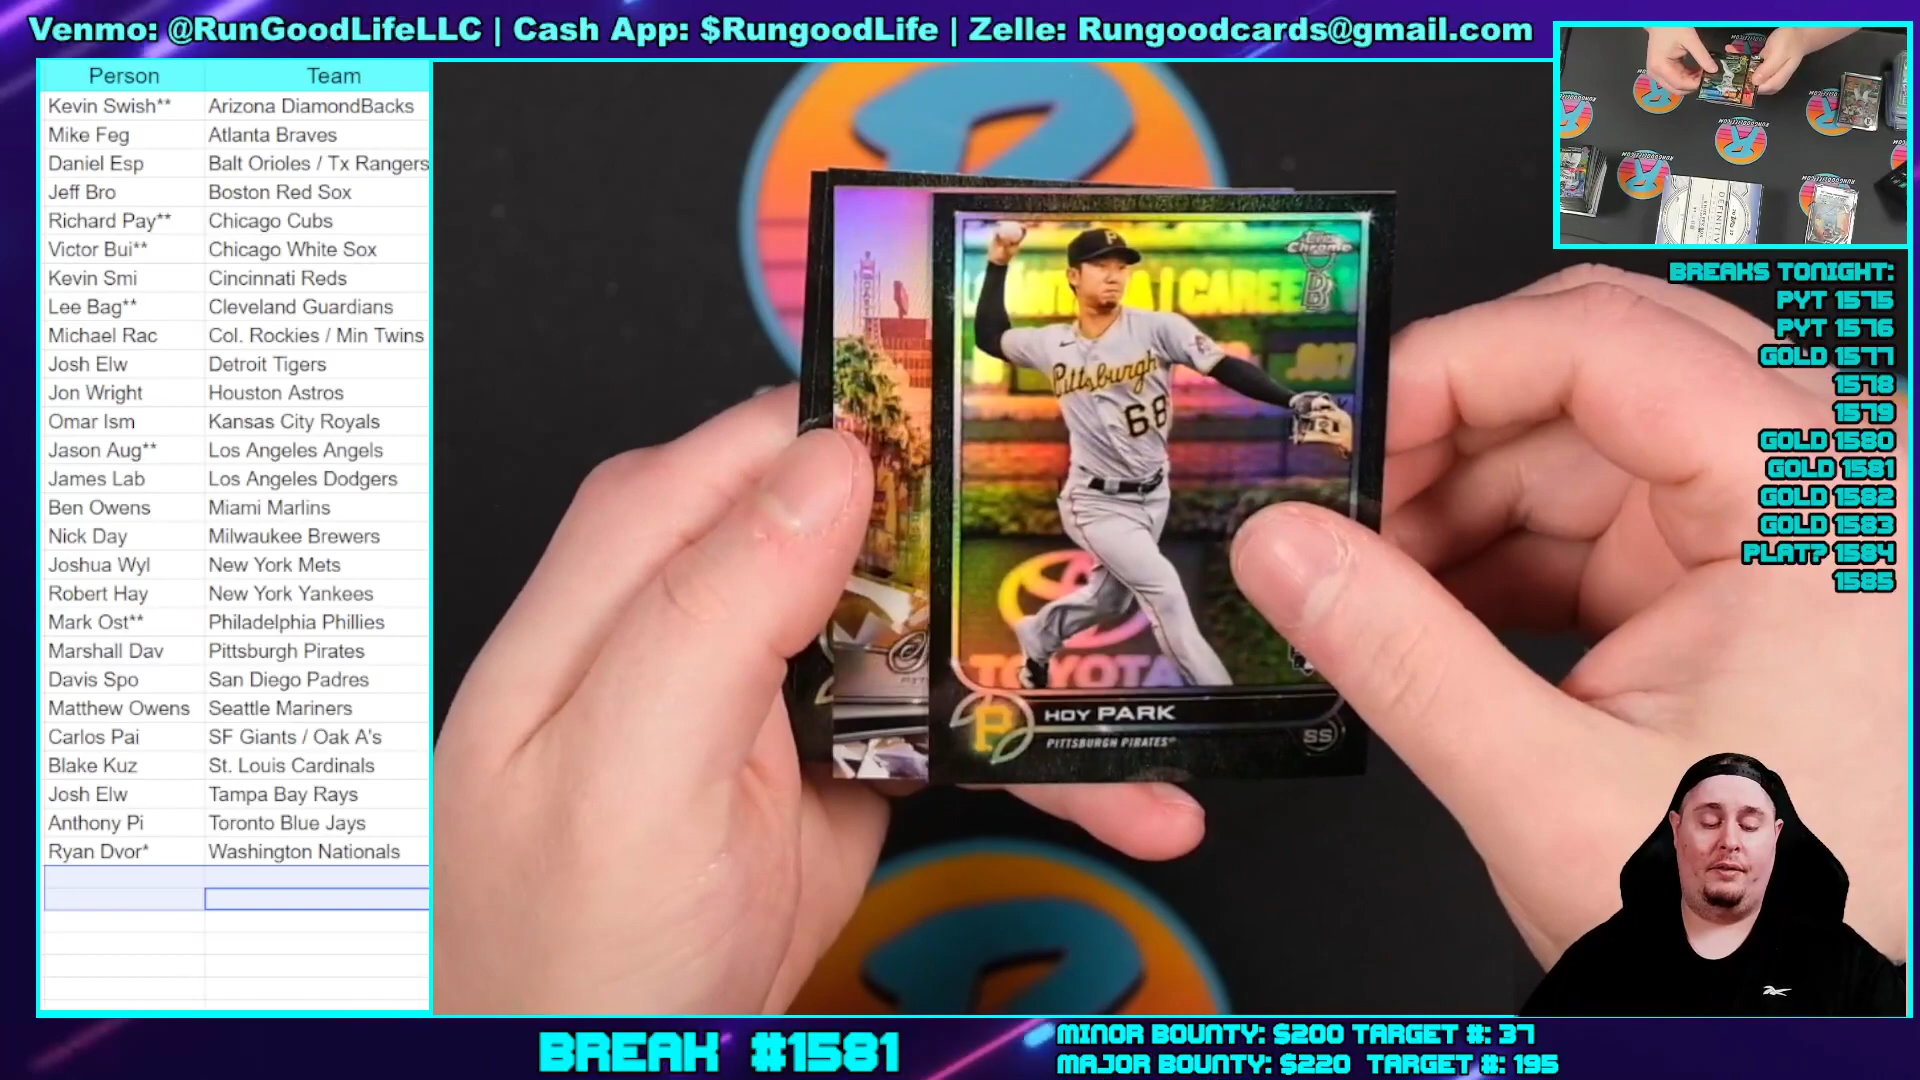 Venmo: @RunGoodLifeLLC | Cash App: $RungoodLife | Zelle: Rungoodcards@gmail.com
Person Team
Kevin Swish** Arizona DiamondBacks
Mike Feg Atlanta Braves
Daniel Esp Balt Orioles / Tx Rangers
Jeff Bro Boston Red Sox
Richard Pay** Chicago Cubs
Victor Bui** Chicago White Sox
Kevin Smi Cincinnati Reds
Lee Bag** Cleveland Guardians
Michael Rac Col. Rockies / Min Twins
Josh Elw Detroit Tigers
Jon Wright Houston Astros
Omar Ism Kansas City Royals
Jason Aug** Los Angeles Angels
James Lab Los Angeles Dodgers
Ben Owens Miami Marlins
Nick Day Milwaukee Brewers
Joshua Wyl New York Mets
Robert Hay New York Yankees
Mark Ost** Philadelphia Phillies
Marshall Dav Pittsburgh Pirates
Davis Spo San Diego Padres
Matthew Owens Seattle Mariners
Carlos Pai SF Giants / Oak A's
Blake Kuz St. Louis Cardinals
Josh Elw Tampa Bay Rays
Anthony Pi Toronto Blue Jays
Ryan Dvor* Washington Nationals
P
Chrome
B
CAREE
Pittsburgh
68
TOYOTA
P
HOY PARK
PITTSBURGH PIRATES
SS
BREAKS TONIGHT:
PYT 1575
PYT 1576
GOLD 1577
1578
1579
GOLD 1580
GOLD 1581
GOLD 1582
GOLD 1583
PLAT? 1584
1585
BREAK #1581
MINOR BOUNTY: $200 TARGET #: 37
MAJOR BOUNTY: $220 TARGET #: 195